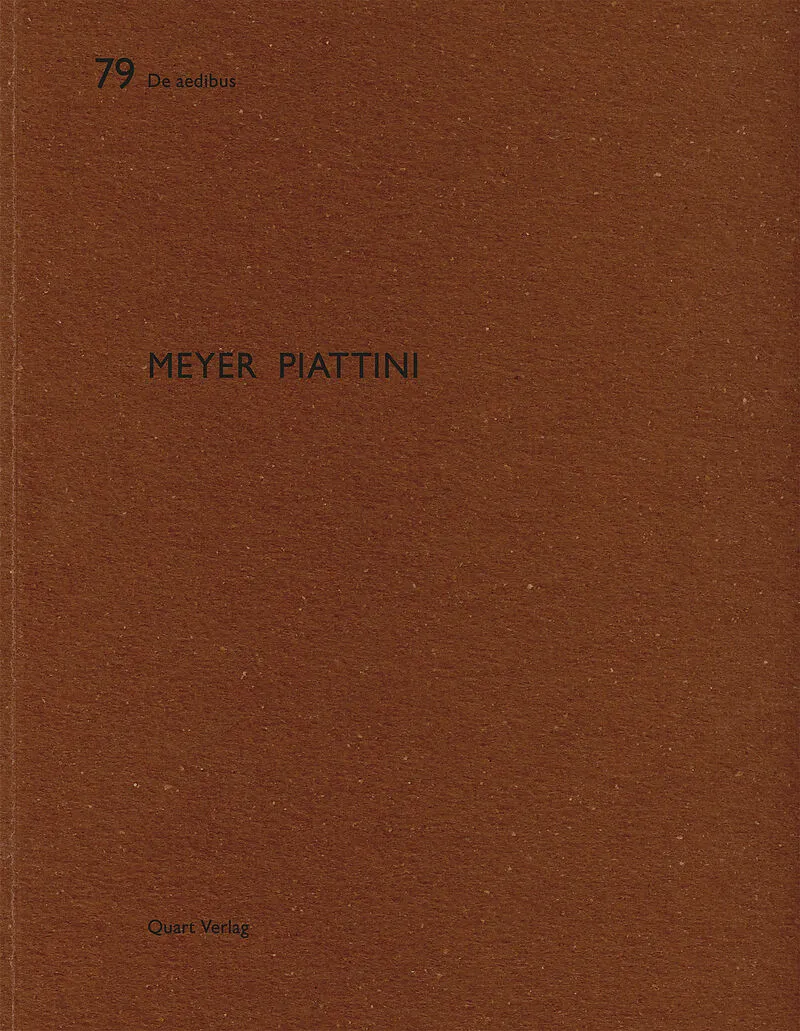 79 De aedibus
MEYER PIATTINI
Quart Verlag